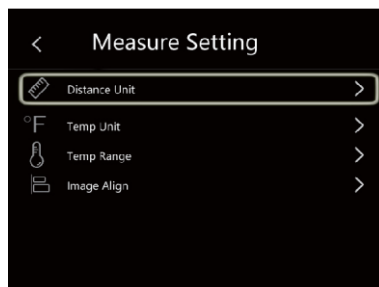 Measure Setting
Distance Unit
°F Temp Unit
Temp Range
Image Align